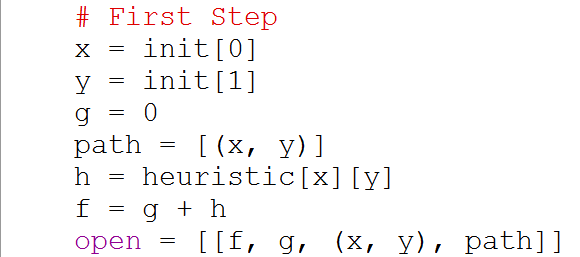 # First Step
x = init[0]
y = init[1]
g = 0
path = [(x, y)]
h = heuristic[x][y]
f = g + h
open = [[f, g, (x, y), path]]